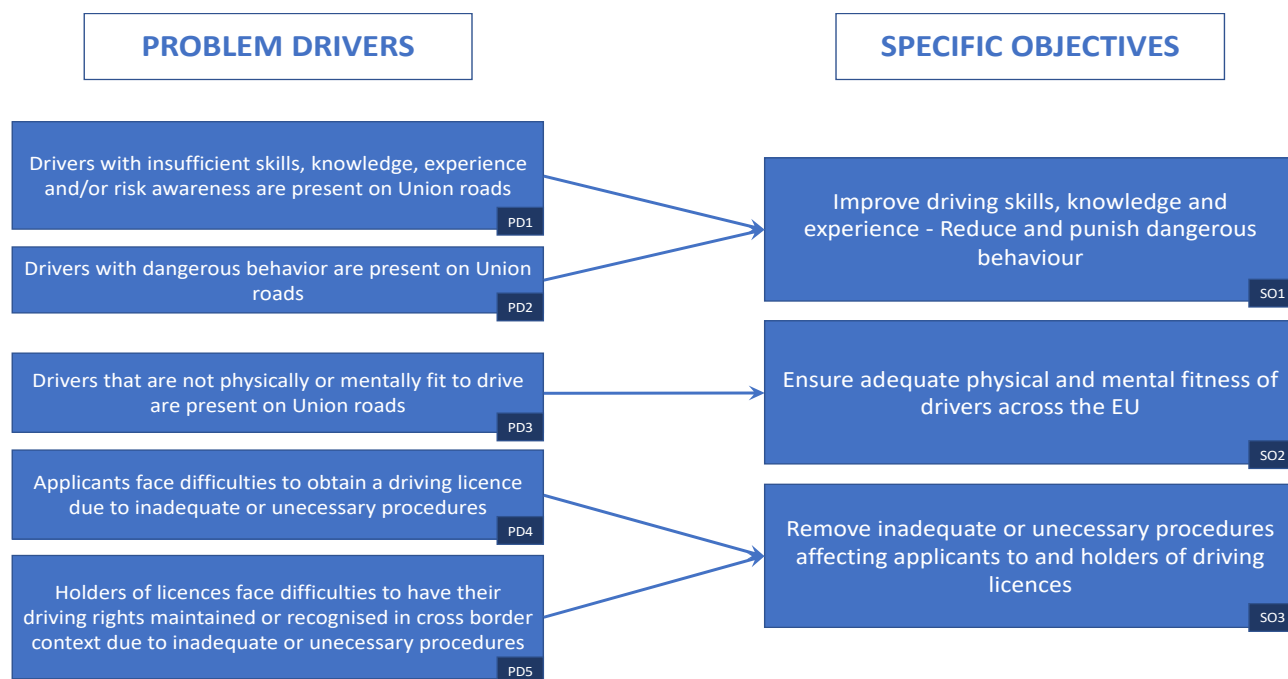 PROBLEM DRIVERS
SPECIFIC OBJECTIVES
Drivers with insufficient skills, knowledge, experience
and/or risk awareness are present on Union roads
PD1
Drivers with dangerous behavior are present on Union
roads
PD2
Drivers that are not physically or mentally fit to drive
are present on Union roads
PD3
Applicants face difficulties to obtain a driving licence
due to inadequate or unecessary procedures
PD4
Holders of licences face difficulties to have their
driving rights maintained or recognised in cross border
context due to inadequate or unecessary procedures
PD5
Improve driving skills, knowledge and
experience - Reduce and punish dangerous
behaviour
SO1
Ensure adequate physical and mental fitness of
drivers across the EU
SO2
Remove inadequate or unecessary procedures
affecting applicants to and holders of driving
licences
SO3